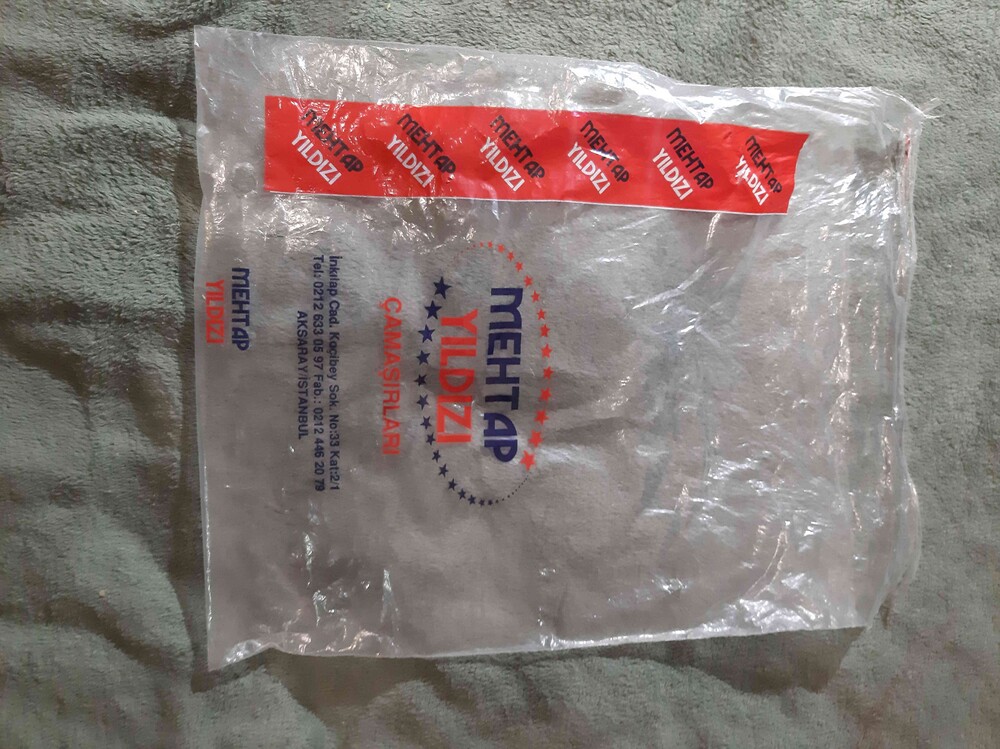 MEHTAP
YILDIZI
MEHTAP
YILDIZI
MEHTAP
YILDIZI
MEHTAP
YILDIZI
MEHTAP
YILDIZI
MEHTAP
YILDIZI
MEHTAP
YILDIZI
ÇAMAŞIRLARI
İnkılap Cad. Koçibey Sok. No:33 Kat:2/1
Tel.: 0212 633 05 97 Fab.: 0212 446 20 79
AKSARAY/İSTANBUL
MEHTAP
YILDIZI